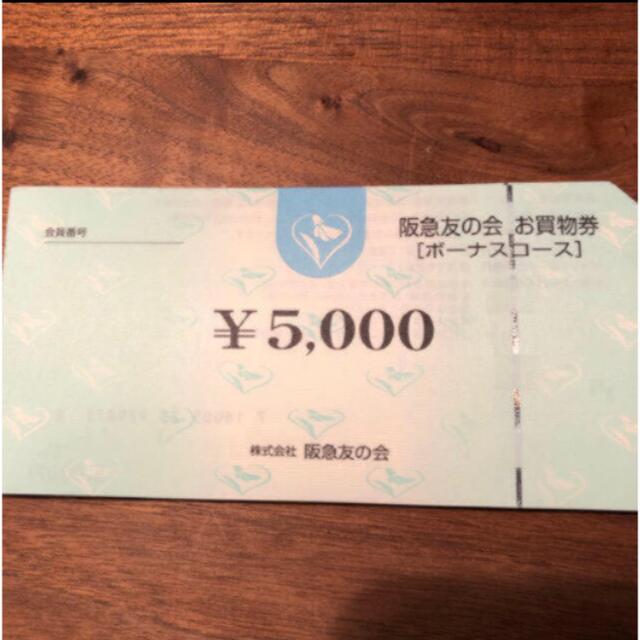 会員番号
阪急友の会 お買物券
[ボーナスコース]
￥5,000
株式会社 阪急友の会